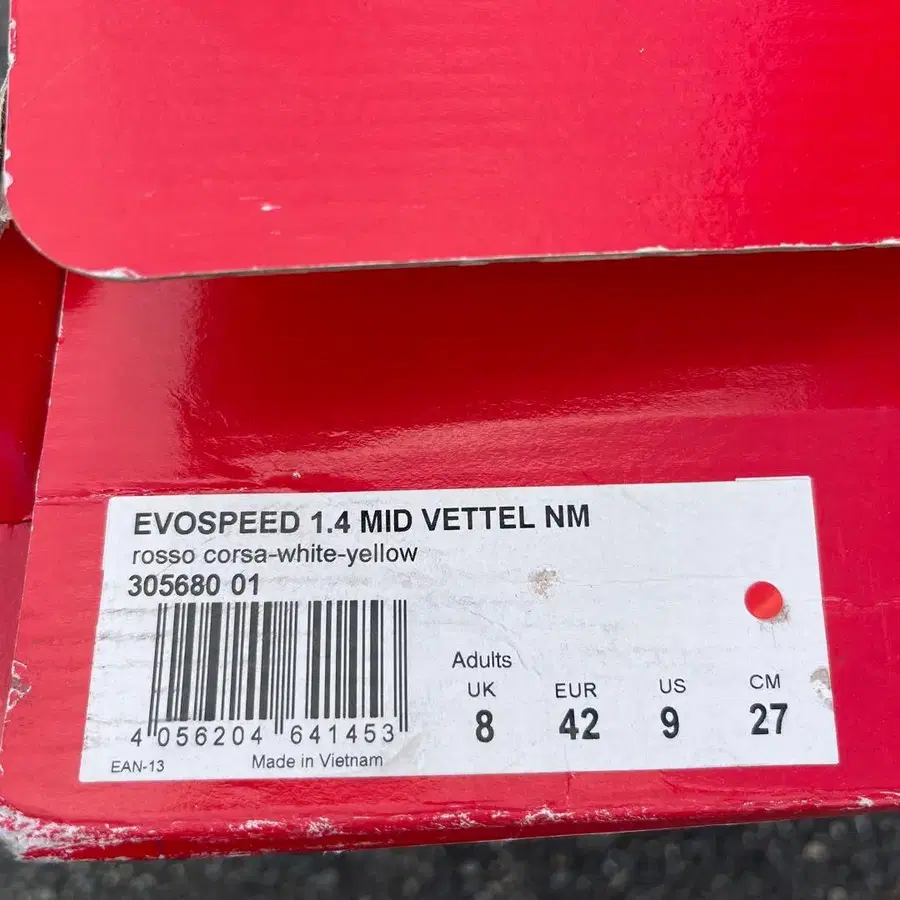 EVOSPEED 1.4 MID VETTEL NM
rosso corsa-white-yellow
305680 01
4 056204 641453
EAN-13
Made in Vietnam
Adults
UK EUR US CM
8 42 9 27